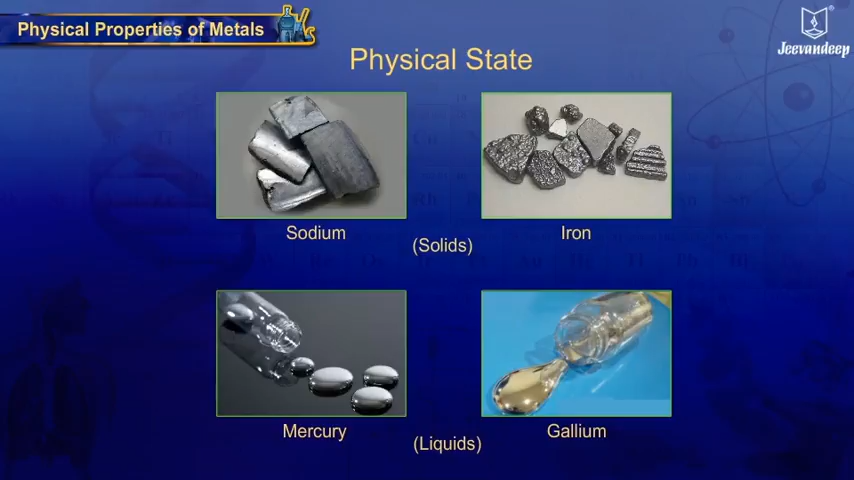 Physical Properties of Metals
Jeevandeep
Physical State
Sodium
Iron
(Solids)
Mercury
Gallium
(Liquids)